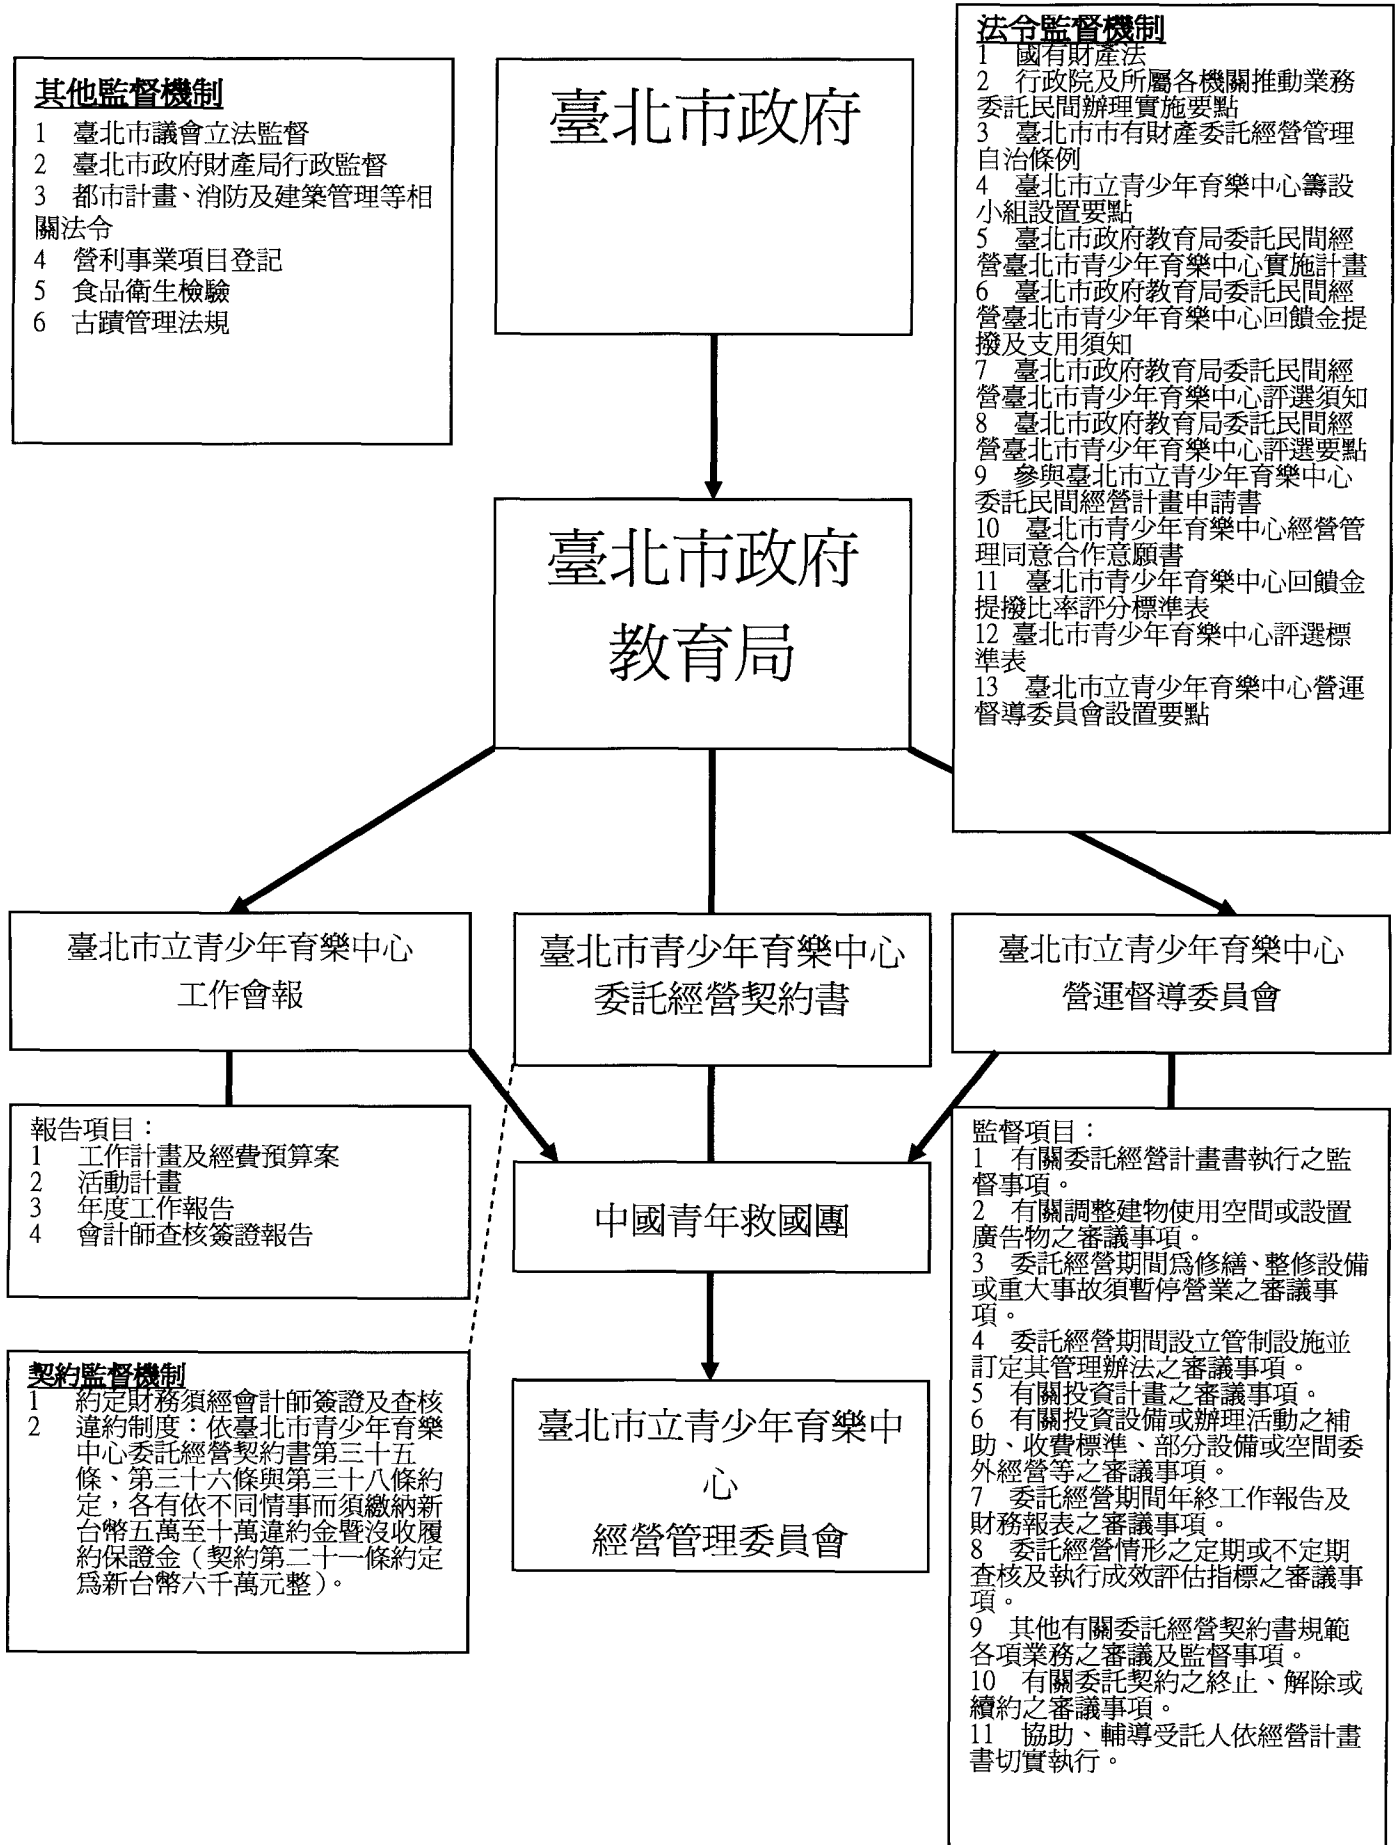 其他監督機制
1 臺北市議會立法監督
2 臺北市政府財產局行政監督
3 都市計畫、消防及建築管理等相
關法令
4 營利事業項目登記
5 食品衛生檢驗
6 古蹟管理法規
臺北市政府
法令監督機制
1 國有財產法
2 行政院及所屬各機關推動業務
委託民間辦理實施要點
3 臺北市市有財產委託經營管理
自治條例
4 臺北市立青少年育樂中心籌設
小組設置要點
5 臺北市政府教育局委託民間經
營臺北市青少年育樂中心實施計畫
6 臺北市政府教育局委託民間經
營臺北市青少年育樂中心回饋金提
撥及支用須知
7 臺北市政府教育局委託民間經
營臺北市青少年育樂中心評選須知
8 臺北市政府教育局委託民間經
營臺北市青少年育樂中心評選要點
9 參與臺北市立青少年育樂中心
委託民間經營計畫申請書
10 臺北市青少年育樂中心經營管
理同意合作意願書
11 臺北市青少年育樂中心回饋金
提撥比率評分標準表
12 臺北市青少年育樂中心評選標
準表
13 臺北市立青少年育樂中心營運
督導委員會設置要點
臺北市政府
教育局
臺北市立青少年育樂中心
工作會報
臺北市青少年育樂中心
委託經營契約書
臺北市立青少年育樂中心
營運督導委員會
報告項目：
1 工作計畫及經費預算案
2 活動計畫
3 年度工作報告
4 會計師查核簽證報告
中國青年救國團
監督項目：
1 有關委託經營計畫書執行之監
督事項。
2 有關調整建物使用空間或設置
廣告物之審議事項。
3 委託經營期間為修繕、整修設備
或重大事故須暫停營業之審議事
項。
4 委託經營期間設立管制設施並
訂定其管理辦法之審議事項。
5 有關投資計畫之審議事項。
6 有關投資設備或辦理活動之補
助、收費標準、部分設備或空間委
外經營等之審議事項。
7 委託經營期間年終工作報告及
財務報表之審議事項。
8 委託經營情形之定期或不定期
查核及執行成效評估指標之審議事
項。
9 其他有關委託經營契約書規範
各項業務之審議及監督事項。
10 有關委託契約之終止、解除或
續約之審議事項。
11 協助、輔導受託人依經營計畫
書切實執行。
契約監督機制
1 約定財務須經會計師簽證及查核
2 違約制度：依臺北市青少年育樂
中心委託經營契約書第三十五
條、第三十六條與第三十八條約
定，各有依不同情事而須繳納新
台幣五萬至十萬違約金暨沒收履
約保證金（契約第二十一條約定
為新台幣六千萬元整）。
臺北市立青少年育樂中
心
經營管理委員會